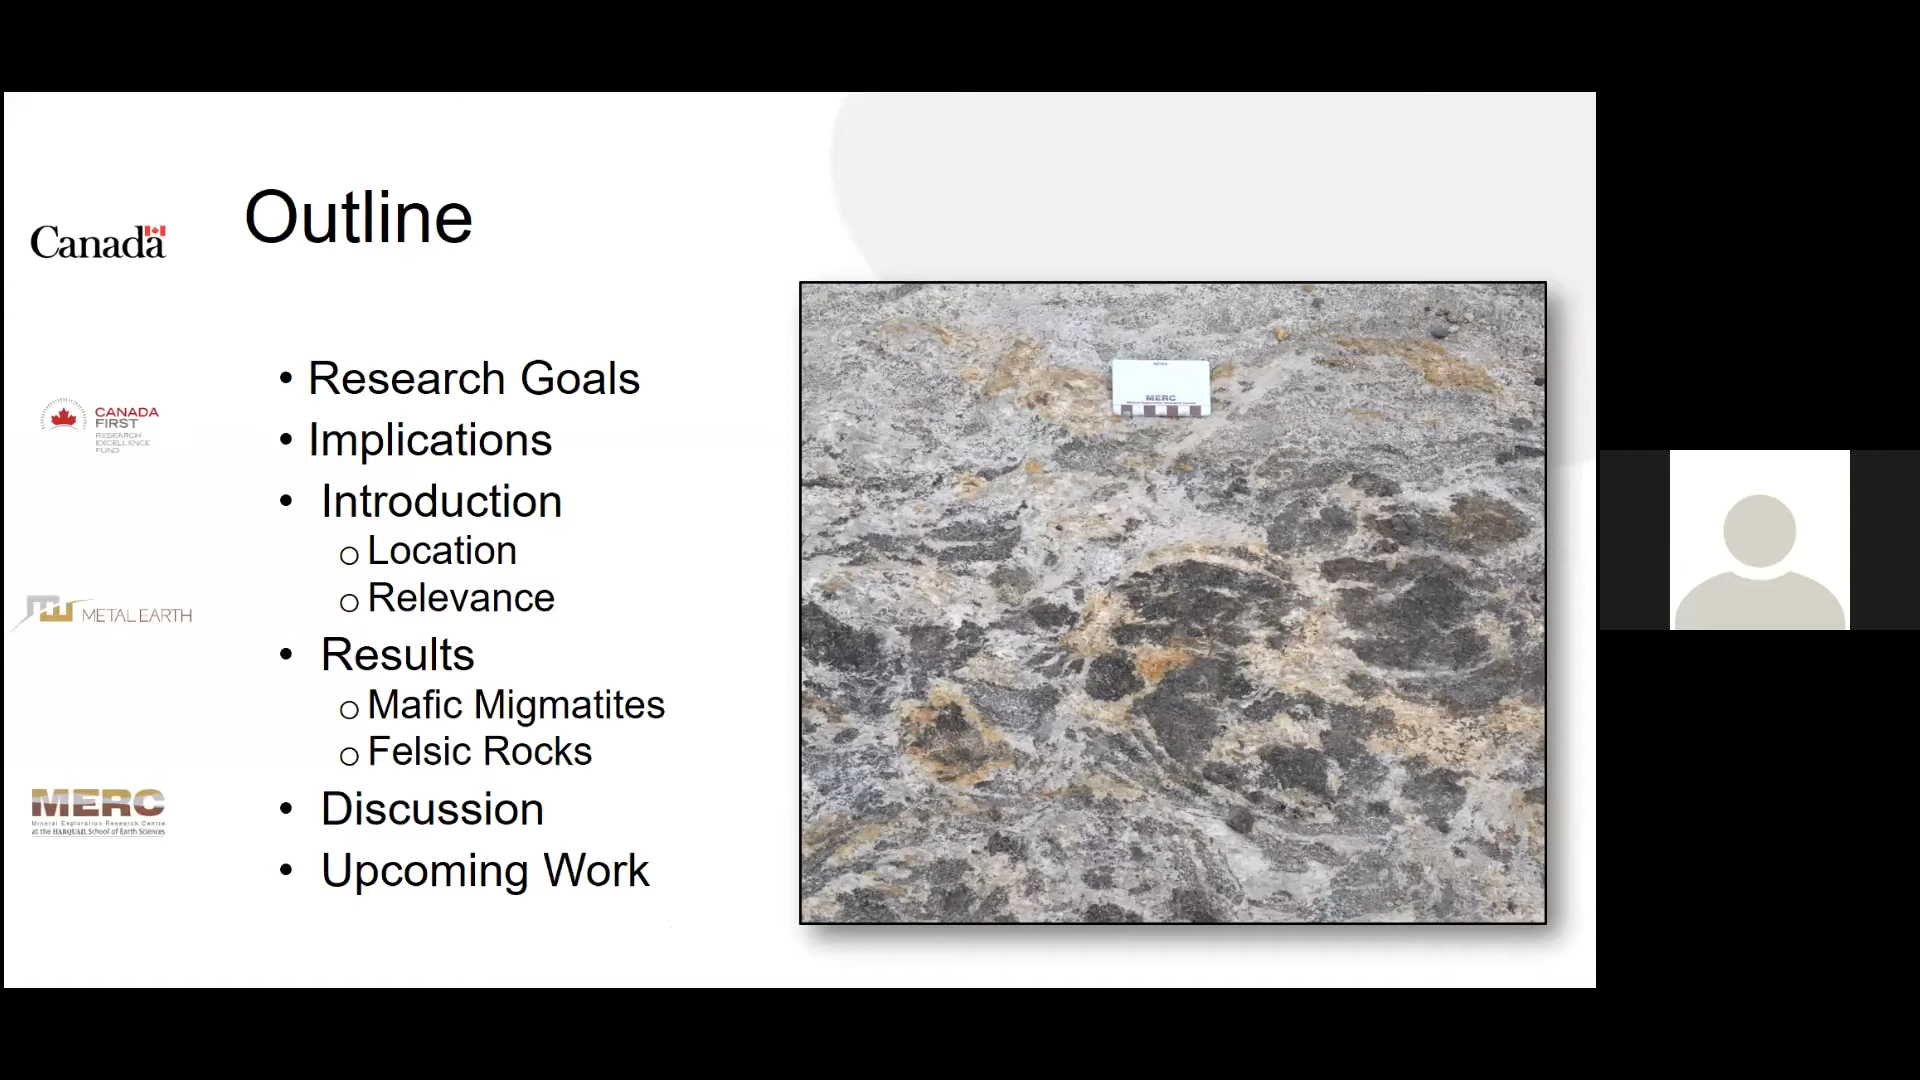 Outline
Canada
CANADA
FIRST
RESEARCH
EXCELLENCE
FUND
METAL EARTH
MERC
Mineral Exploration Research Centre
at the HARQUAIL School of Earth Sciences
• Research Goals
• Implications
• Introduction
o Location
o Relevance
• Results
o Mafic Migmatites
o Felsic Rocks
• Discussion
• Upcoming Work
MERC